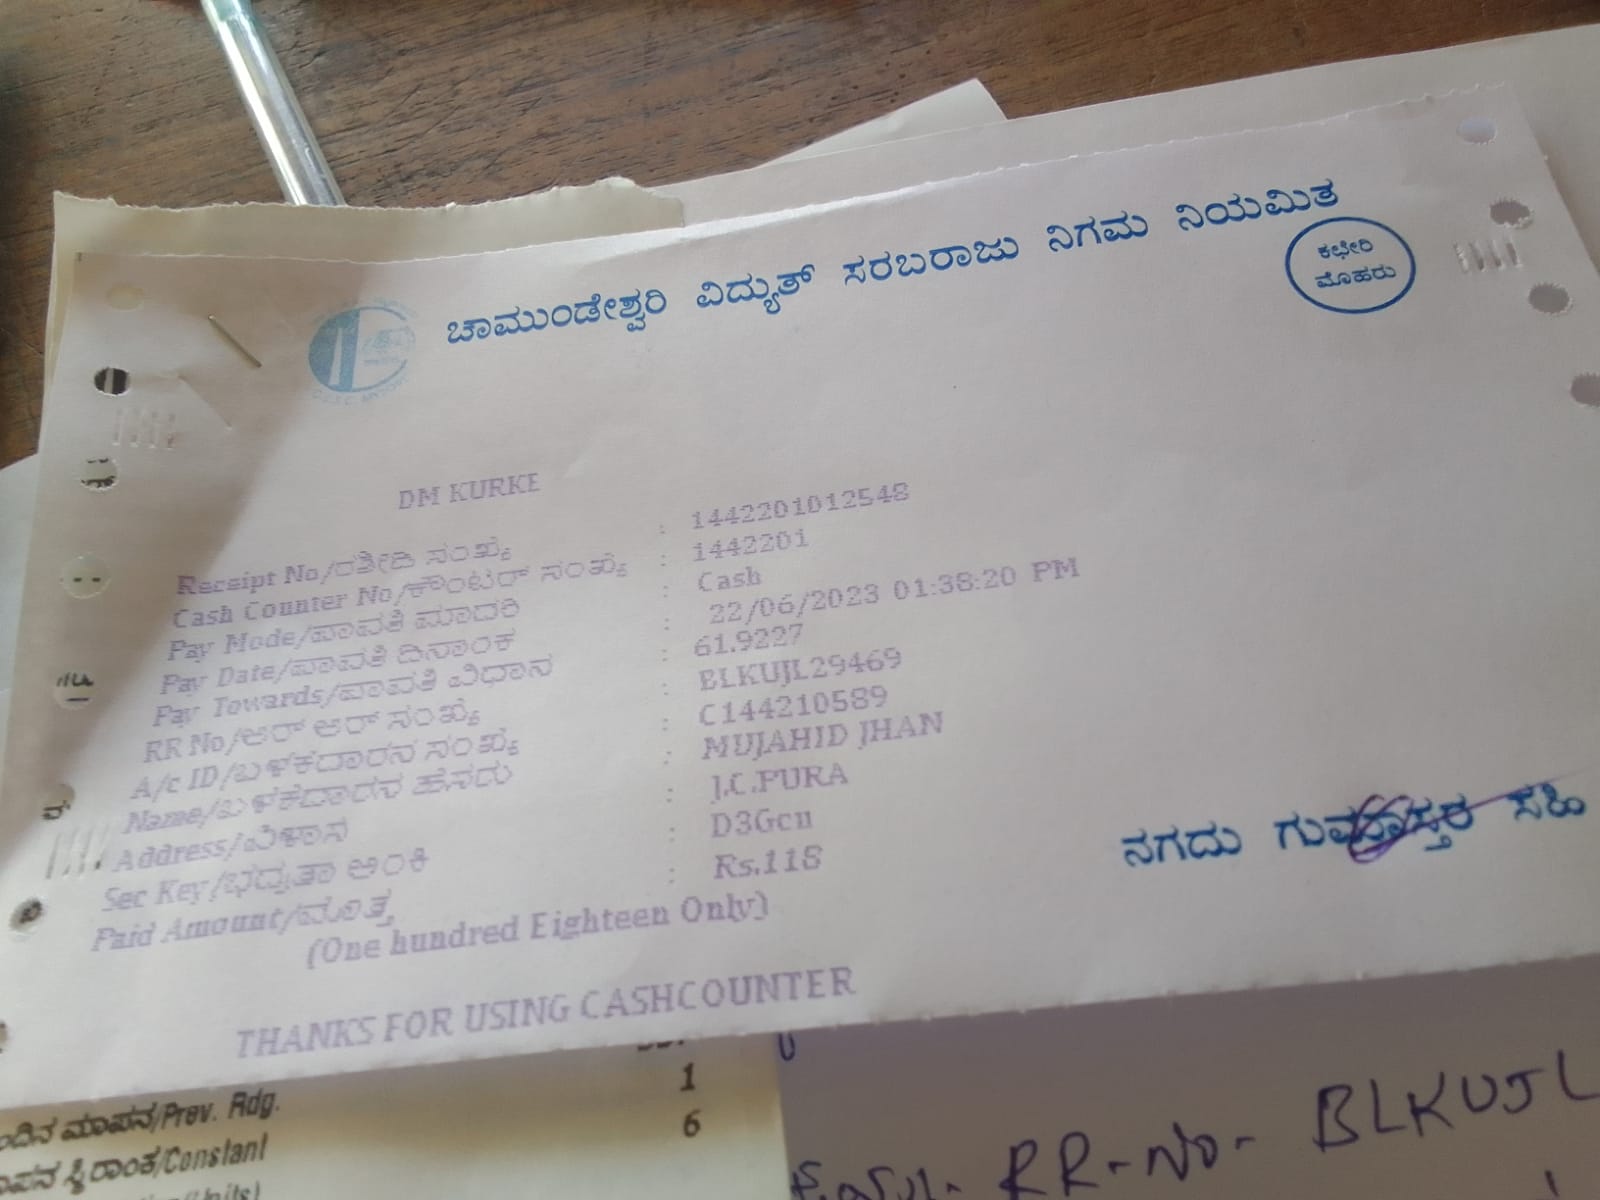 ಚಾಮುಂಡೇಶ್ವರಿ ವಿದ್ಯುತ್ ಸರಬರಾಜು ನಿಗಮ ನಿಯಮಿತ
ಕಛೇರಿ
ಮೊಹರು
DM KURKE
Receipt No/ರಶೀದಿ ಸಂಖ್ಯೆ : 1442201012548
Cash Counter No/ಕೌಂಟರ್ ಸಂಖ್ಯೆ : 1442201
Pay Mode/ಪಾವತಿ ಮಾದರಿ : Cash
Pay Date/ಪಾವತಿ ದಿನಾಂಕ : 22/06/2023 01:38:20 PM
Pay Towards/ಪಾವತಿ ವಿಧಾನ : 61.9227
RR No/ಆರ್ ಆರ್ ಸಂಖ್ಯೆ : BLKUJL29469
A/c ID/ಬಳಕೆದಾರನ ಸಂಖ್ಯೆ : C144210589
Name/ಬಳಕೆದಾರನ ಹೆಸರು : MUJAHID JHAN
Address/ವಿಳಾಸ : J.C.PURA
Sec Key/ಭದ್ರತಾ ಅಂಕಿ : D3Gcn
Paid Amount/ಮೊತ್ತ : Rs.118
(One hundred Eighteen Only)
ನಗದು ಗುಮಾಸ್ತರ ಸಹಿ
THANKS FOR USING CASHCOUNTER
1
ಮಾಪನ/Prev. Rdg. 6
ಸ್ಥಿರಾಂಕ/Constant
RR-No- BLKUJL